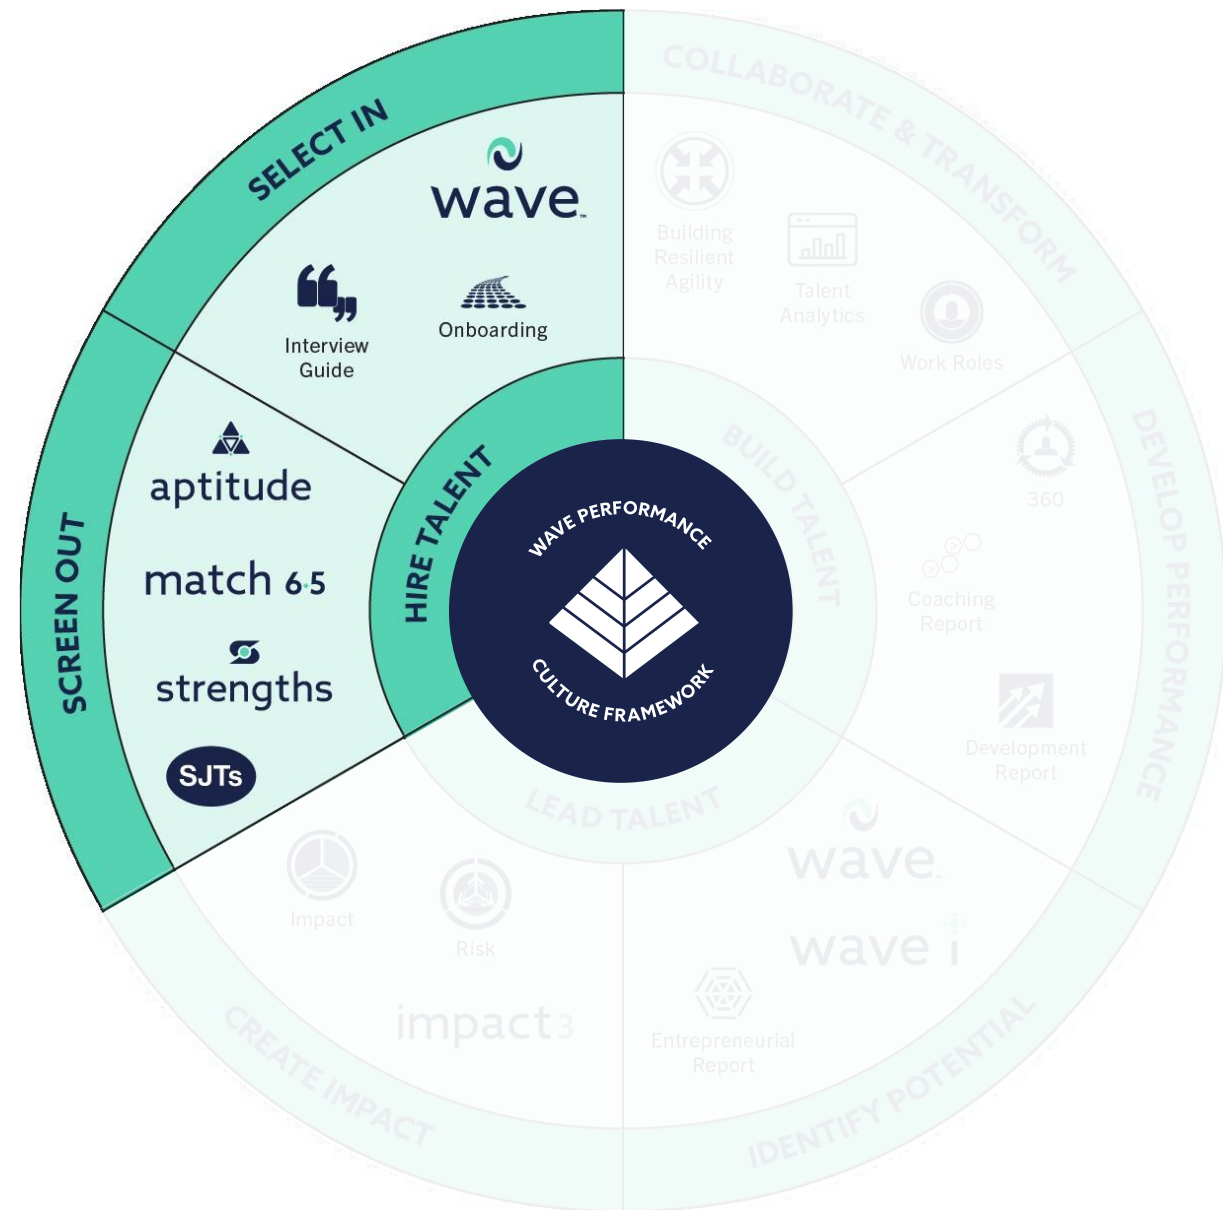 SELECT IN
wave™
Interview
Guide
Onboarding
SCREEN OUT
aptitude
match 6.5
strengths
SJTs
HIRE TALENT
WAVE PERFORMANCE
CULTURE FRAMEWORK
COLLABORATE & TRANSFORM
Building
Resilient
Agility
Talent
Analytics
Work Roles
BUILD TALENT
DEVELOP PERFORMANCE
360
Coaching
Report
Development
Report
LEAD TALENT
wave™
wave i
Entrepreneurial
Report
IDENTIFY POTENTIAL
Impact
Risk
impact3
CREATE IMPACT